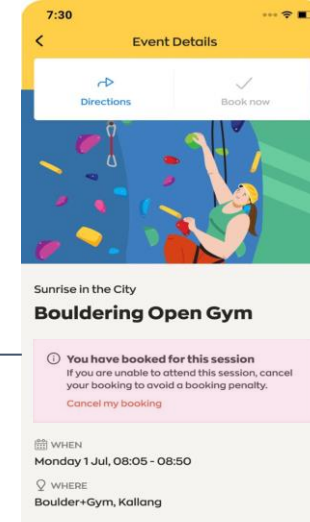 7:30
Event Details
Directions
Book now
Sunrise in the City
Bouldering Open Gym
You have booked for this session
If you are unable to attend this session, cancel
your booking to avoid a booking penalty.
Cancel my booking
WHEN
Monday 1 Jul, 08:05 - 08:50
WHERE
Boulder+Gym, Kallang